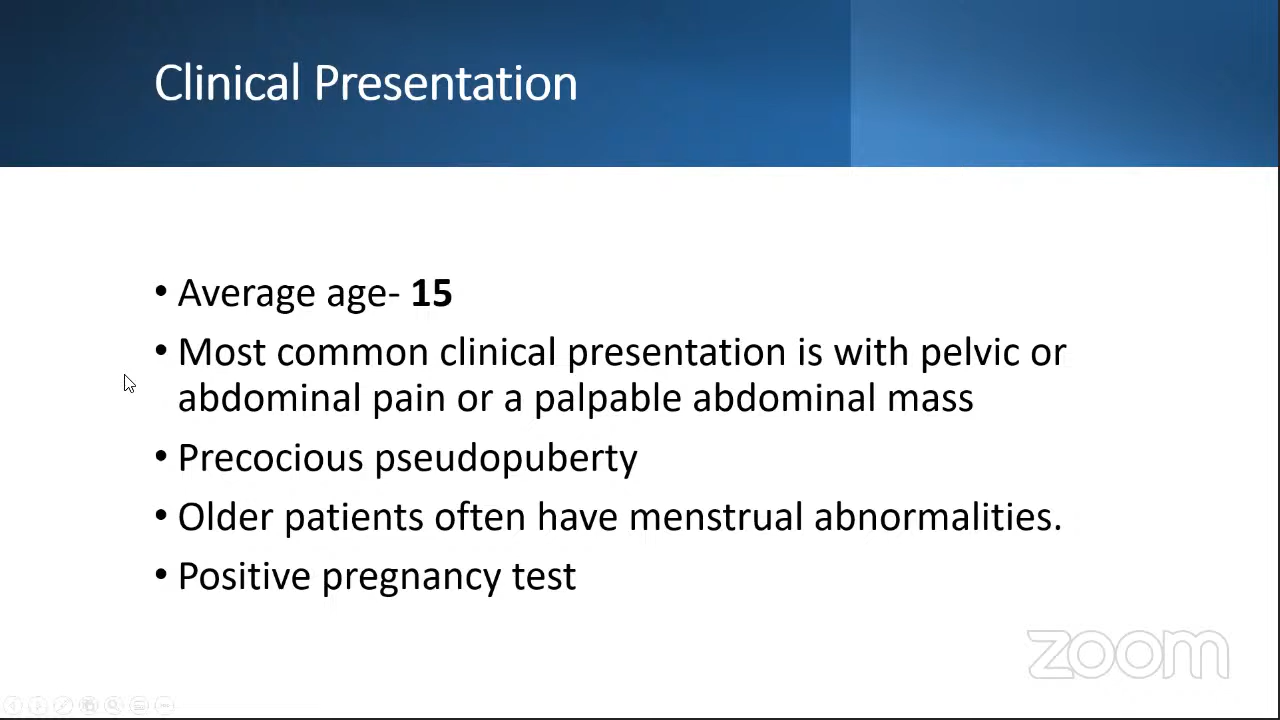 Clinical Presentation
• Average age- 15
• Most common clinical presentation is with pelvic or
abdominal pain or a palpable abdominal mass
• Precocious pseudopuberty
• Older patients often have menstrual abnormalities.
• Positive pregnancy test
zoom